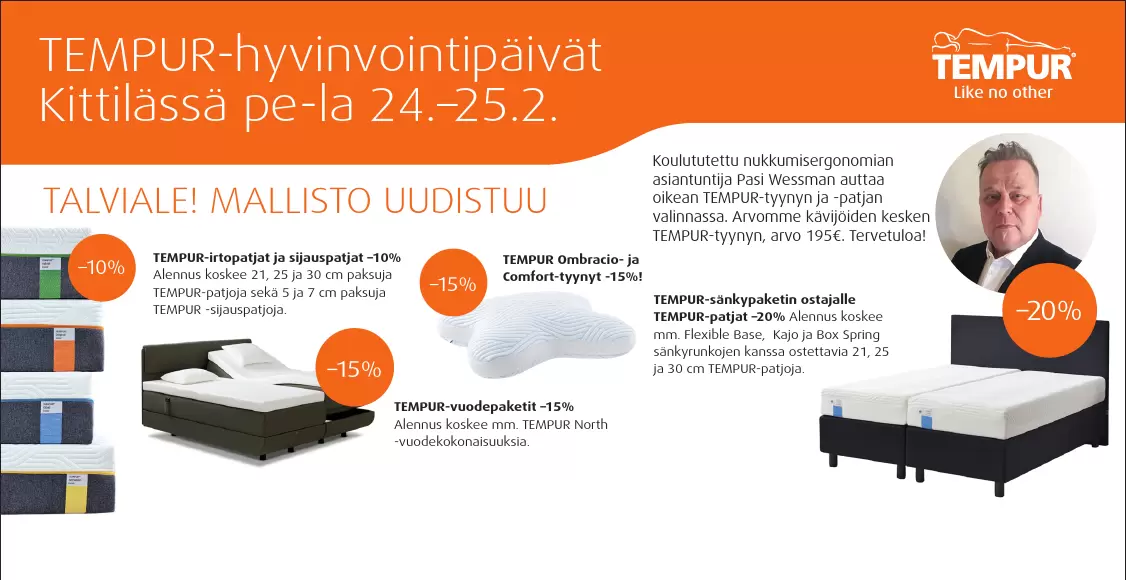 TEMPUR-hyvinvointipäivät
Kittilässä pe-la 24.–25.2.
TEMPUR®
Like no other
TALVIALE! MALLISTO UUDISTUU
Koulututettu nukkumisergonomian
asiantuntija Pasi Wessman auttaa
oikean TEMPUR-tyynyn ja -patjan
valinnassa. Arvomme kävijöiden kesken
TEMPUR-tyynyn, arvo 195€. Tervetuloa!
–10%
TEMPUR-irtopatjat ja sijauspatjat –10%
Alennus koskee 21, 25 ja 30 cm paksuja
TEMPUR-patjoja sekä 5 ja 7 cm paksuja
TEMPUR -sijauspatjoja.
–15%
TEMPUR Ombracio- ja
Comfort-tyynyt -15%!
–15%
TEMPUR-vuodepaketit –15%
Alennus koskee mm. TEMPUR North
-vuodekokonaisuuksia.
TEMPUR-sänkypaketin ostajalle
TEMPUR-patjat –20% Alennus koskee
mm. Flexible Base, Kajo ja Box Spring
sänkyrunkojen kanssa ostettavia 21, 25
ja 30 cm TEMPUR-patjoja.
–20%